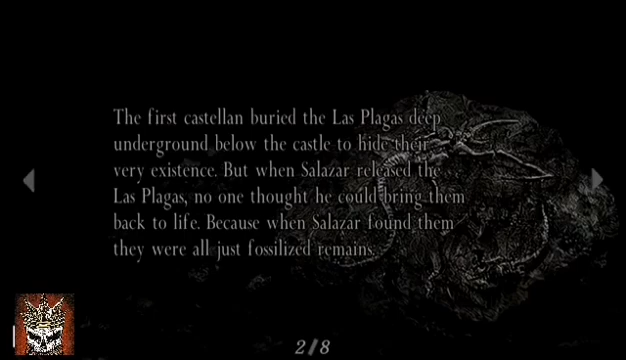 The first castellan buried the Las Plagas deep
underground below the castle to hide their
very existence. But when Salazar released the
Las Plagas, no one thought he could bring them
back to life. Because when Salazar found them
they were all just fossilized remains.
2/8